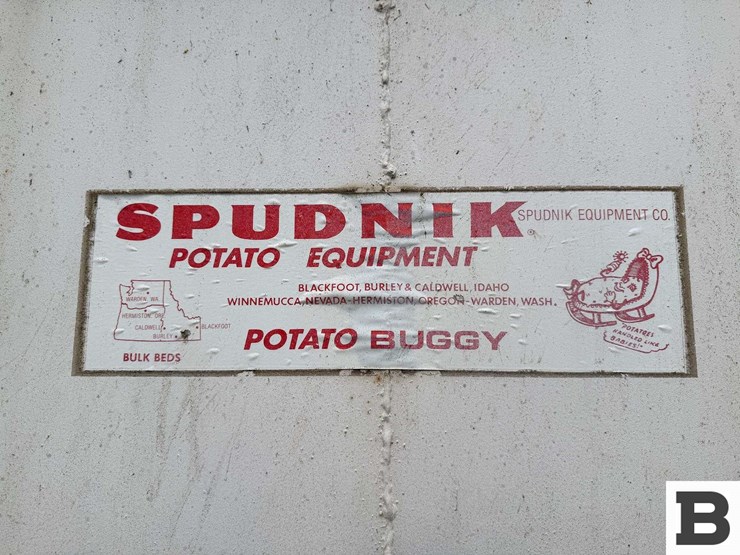 SPUDNIK
SPUDNIK EQUIPMENT CO.
POTATO EQUIPMENT
BLACKFOOT, BURLEY & CALDWELL, IDAHO
WINNEMUCCA, NEVADA-HERMISTON, OREGON-WARDEN, WASH.
WARDEN, WA.
HERMISTON, ORE.
CALDWELL
BLACKFOOT
BURLEY
BULK BEDS
POTATO BUGGY
"POTATOES
HANDLED LIKE
BABIES!"
B